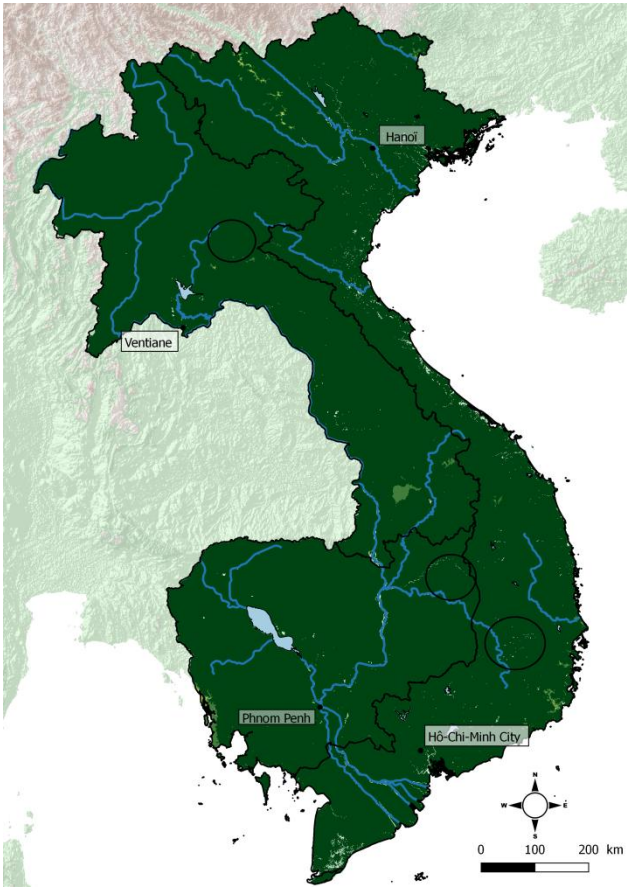 Hanoï
Ventiane
Phnom Penh
Hô-Chi-Minh City
N
W
E
S
0 100 200 km